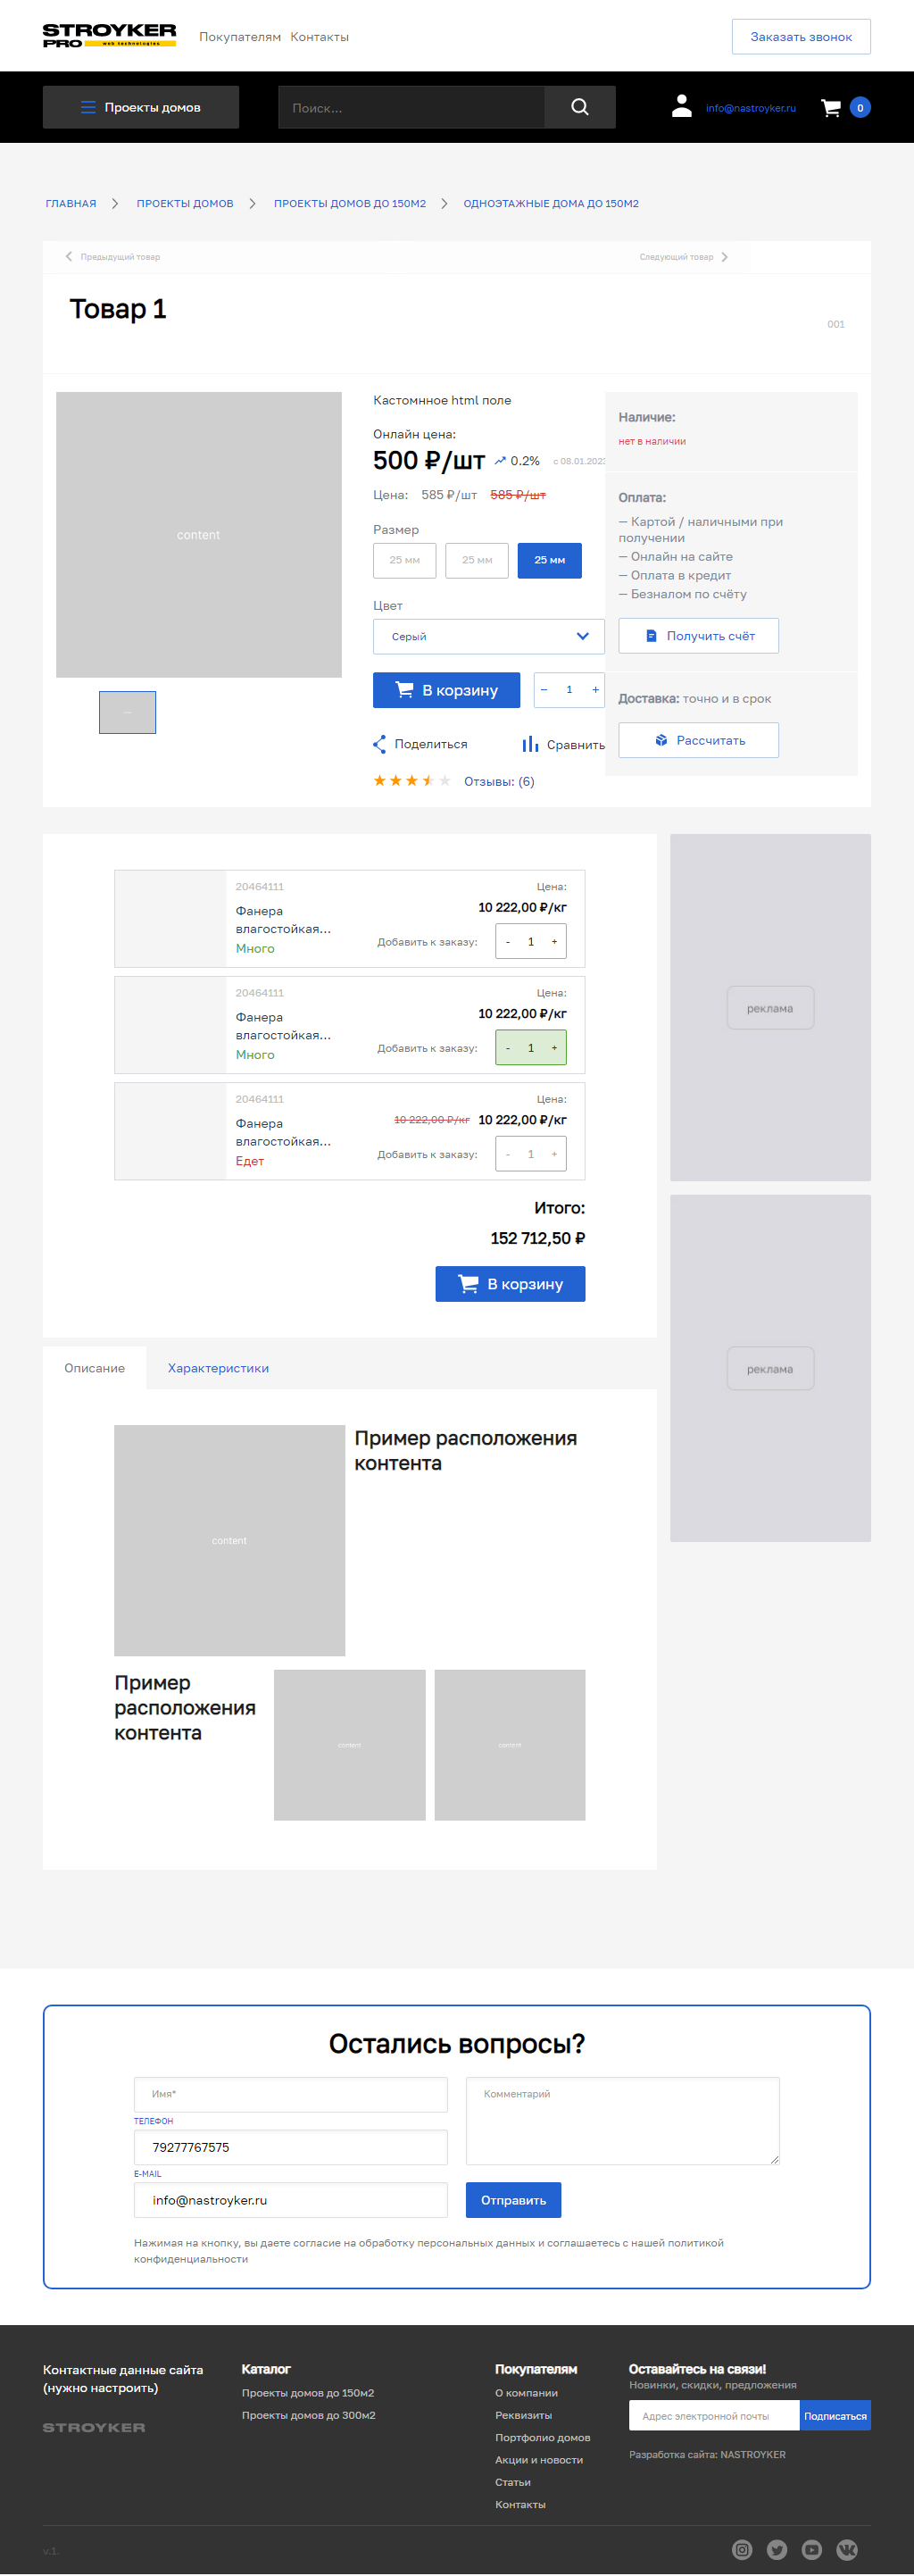 STROYKER
PRO web technologies
Покупателям Контакты
Заказать звонок
Проекты домов
Поиск...
info@nastroyker.ru
0
ГЛАВНАЯ
ПРОЕКТЫ ДОМОВ
ПРОЕКТЫ ДОМОВ ДО 150М2
ОДНОЭТАЖНЫЕ ДОМА ДО 150М2
Предыдущий товар
Следующий товар
Товар 1
001
content
Кастомное html поле
Онлайн цена:
500 ₽/шт 0.2%
Цена: 585 ₽/шт 585 ₽/шт
Размер
25 мм 25 мм 25 мм
Цвет
Серый
В корзину
− 1 +
Поделиться
Сравнить
Отзывы: (6)
Наличие:
нет в наличии
Оплата:
— Картой / наличными при
получении
— Онлайн на сайте
— Оплата в кредит
— Безналом по счёту
Получить счёт
Доставка: точно и в срок
Рассчитать
20464111
Фанера
влагостойкая...
Много
Цена:
10 222,00 ₽/кг
Добавить к заказу:
- 1 +
20464111
Фанера
влагостойкая...
Много
Цена:
10 222,00 ₽/кг
Добавить к заказу:
- 1 +
20464111
Фанера
влагостойкая...
Едет
Цена:
10 222,00 ₽/кг 10 222,00 ₽/кг
Добавить к заказу:
- 1 +
Итого:
152 712,50 ₽
В корзину
реклама
реклама
Описание
Характеристики
content
Пример расположения
контента
Пример
расположения
контента
content
content
Остались вопросы?
Имя*
ТЕЛЕФОН
79277767575
E-MAIL
info@nastroyker.ru
Комментарий
Отправить
Нажимая на кнопку, вы даете согласие на обработку персональных данных и соглашаетесь с нашей политикой
конфиденциальности
Контактные данные сайта
(нужно настроить)
STROYKER
Каталог
Проекты домов до 150м2
Проекты домов до 300м2
Покупателям
О компании
Реквизиты
Портфолио домов
Акции и новости
Статьи
Контакты
Оставайтесь на связи!
Новинки, скидки, предложения
Адрес электронной почты
Подписаться
Разработка сайта: NASTROYKER
v.1.